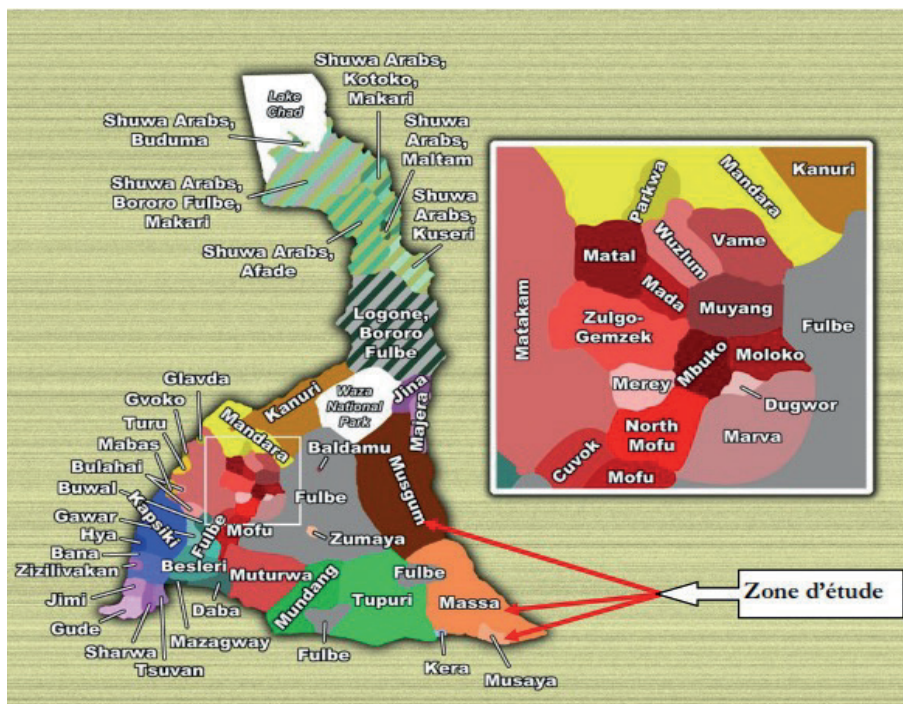 Shuwa Arabs,
Kotoko,
Makari
Lake
Chad
Shuwa Arabs,
Buduma
Shuwa
Arabs,
Maltam
Shuwa Arabs,
Bororo Fulbe,
Makari
Shuwa
Arabs,
Kuseri
Shuwa Arabs,
Afade
Logone,
Bororo
Fulbe
Glavda
Gvoko
Turu
Mabas
Bulahai
Buwal
Gawar
Hya
Bana
Zizilivakan
Jimi
Gude
Sharwa
Tsuvan
Mazagway
Daba
Mandara
Kanuri
Waza
National
Park
Jina
Majera
Baldamu
Fulbe
Musgum
Zumaya
Kapsiki
Fulbe
Mofu
Besleri
Muturwa
Mundang
Fulbe
Tupuri
Fulbe
Massa
Kera
Musaya
Kanuri
Mandara
Parkwa
Wuzlum
Vame
Matal
Mada
Muyang
Matakam
Zulgo-
Gemzek
Fulbe
Mbuko
Moloko
Merey
Dugwor
North
Mofu
Marva
Cuvok
Mofu
Zone d'étude